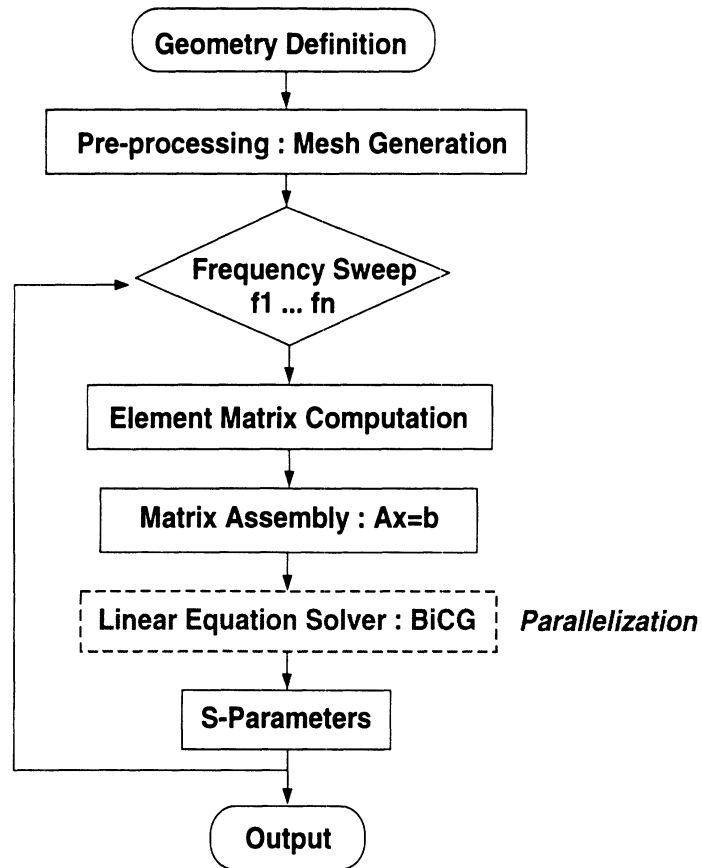 Geometry Definition
Pre-processing : Mesh Generation
Frequency Sweep
f1 ... fn
Element Matrix Computation
Matrix Assembly : Ax=b
Linear Equation Solver : BiCG
Parallelization
S-Parameters
Output